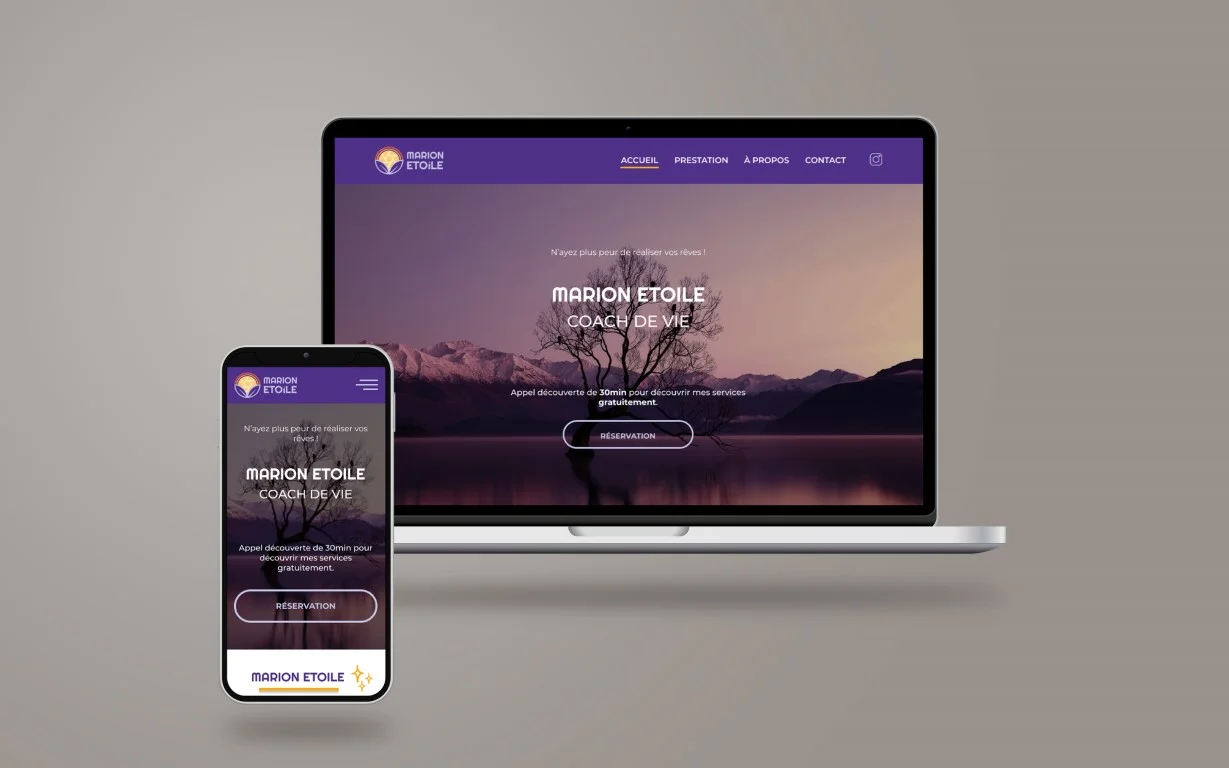 MARION
ETOiLE
ACCUEIL PRESTATION À PROPOS CONTACT
N'ayez plus peur de réaliser vos rêves !
MARION ETOILE
COACH DE VIE
Appel découverte de 30min pour découvrir mes services
gratuitement.
RÉSERVATION
MARION
ETOiLE
N'ayez plus peur de réaliser vos
rêves !
MARION ETOILE
COACH DE VIE
Appel découverte de 30min pour
découvrir mes services
gratuitement.
RÉSERVATION
MARION ETOILE